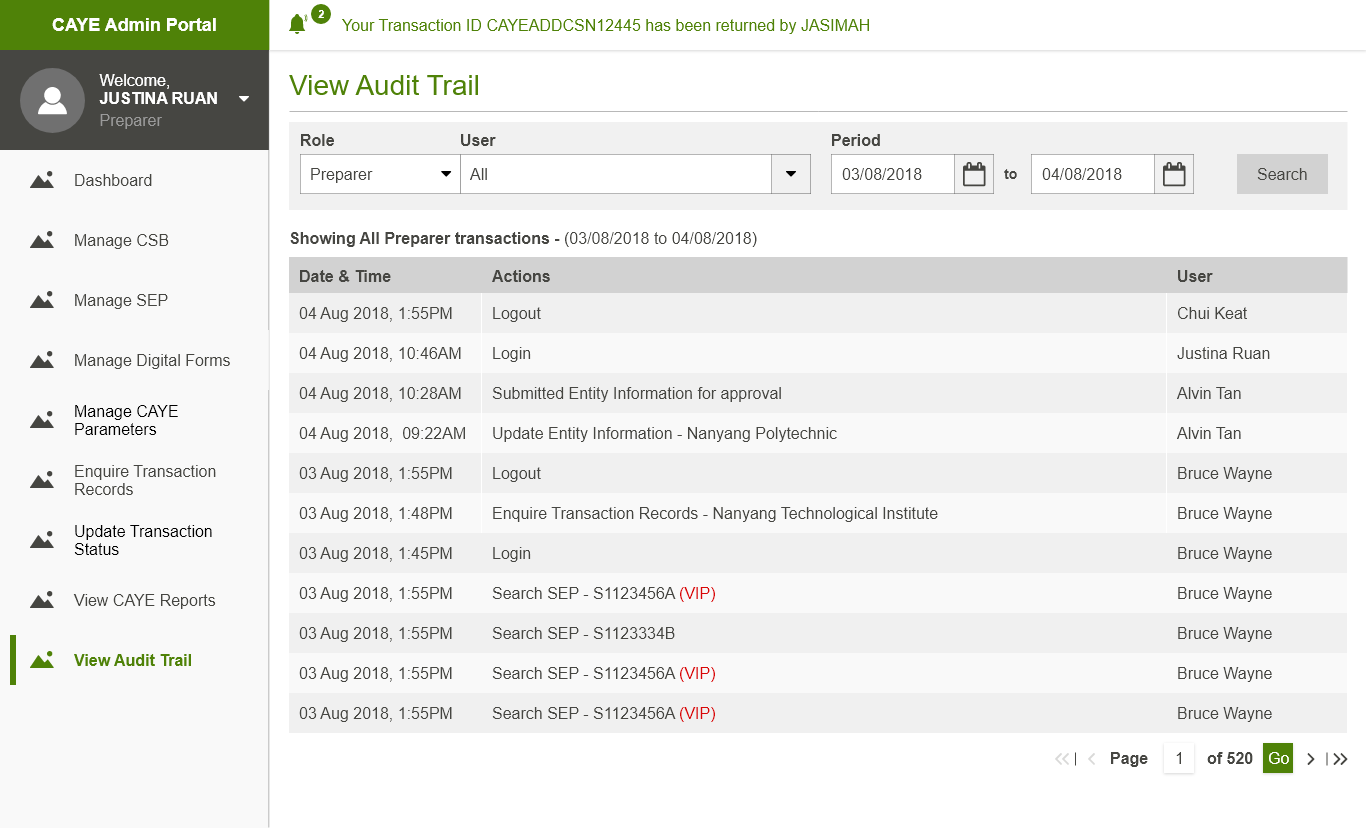 CAYE Admin Portal
2
Your Transaction ID CAYEADDCSN12445 has been returned by JASIMAH
Welcome,
JUSTINA RUAN
Preparer
Dashboard
Manage CSB
Manage SEP
Manage Digital Forms
Manage CAYE
Parameters
Enquire Transaction
Records
Update Transaction
Status
View CAYE Reports
View Audit Trail
View Audit Trail
Role User Period
Preparer All 03/08/2018 to 04/08/2018 Search
Showing All Preparer transactions - (03/08/2018 to 04/08/2018)
Date & Time Actions User
04 Aug 2018, 1:55PM Logout Chui Keat
04 Aug 2018, 10:46AM Login Justina Ruan
04 Aug 2018, 10:28AM Submitted Entity Information for approval Alvin Tan
04 Aug 2018, 09:22AM Update Entity Information - Nanyang Polytechnic Alvin Tan
03 Aug 2018, 1:55PM Logout Bruce Wayne
03 Aug 2018, 1:48PM Enquire Transaction Records - Nanyang Technological Institute Bruce Wayne
03 Aug 2018, 1:45PM Login Bruce Wayne
03 Aug 2018, 1:55PM Search SEP - S1123456A (VIP) Bruce Wayne
03 Aug 2018, 1:55PM Search SEP - S1123334B Bruce Wayne
03 Aug 2018, 1:55PM Search SEP - S1123456A (VIP) Bruce Wayne
03 Aug 2018, 1:55PM Search SEP - S1123456A (VIP) Bruce Wayne
Page 1 of 520 Go